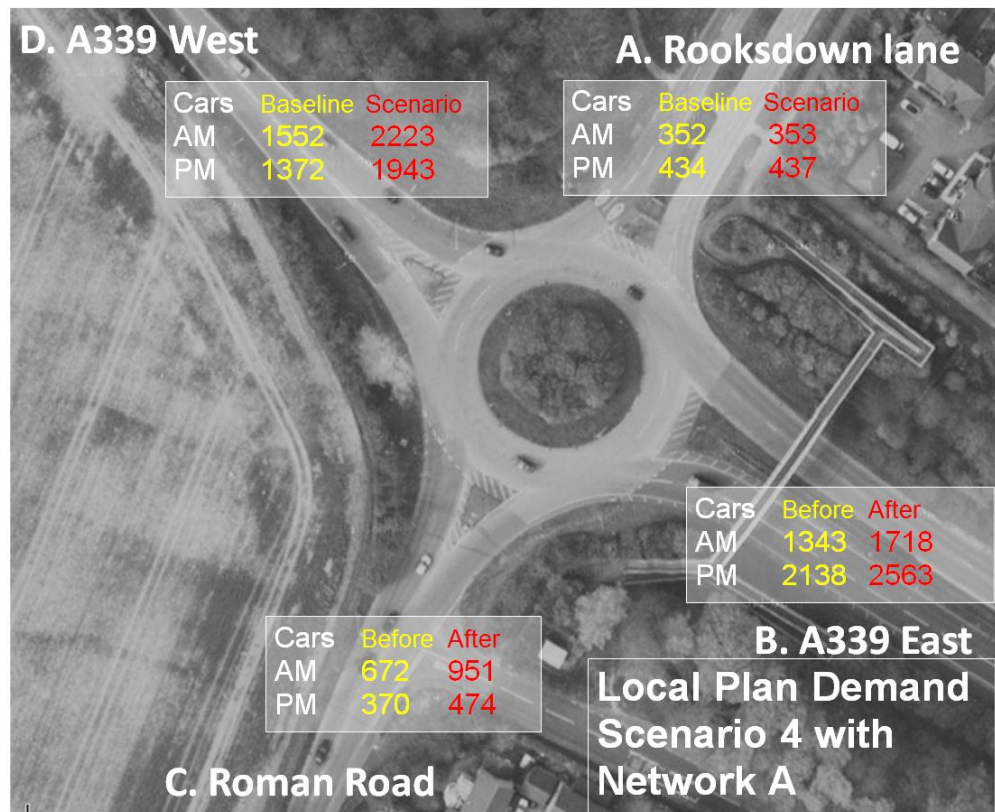 D. A339 West
Cars Baseline Scenario
AM 1552 2223
PM 1372 1943
A. Rooksdown lane
Cars Baseline Scenario
AM 352 353
PM 434 437
Cars Before After
AM 1343 1718
PM 2138 2563
B. A339 East
Cars Before After
AM 672 951
PM 370 474
C. Roman Road
Local Plan Demand
Scenario 4 with
Network A